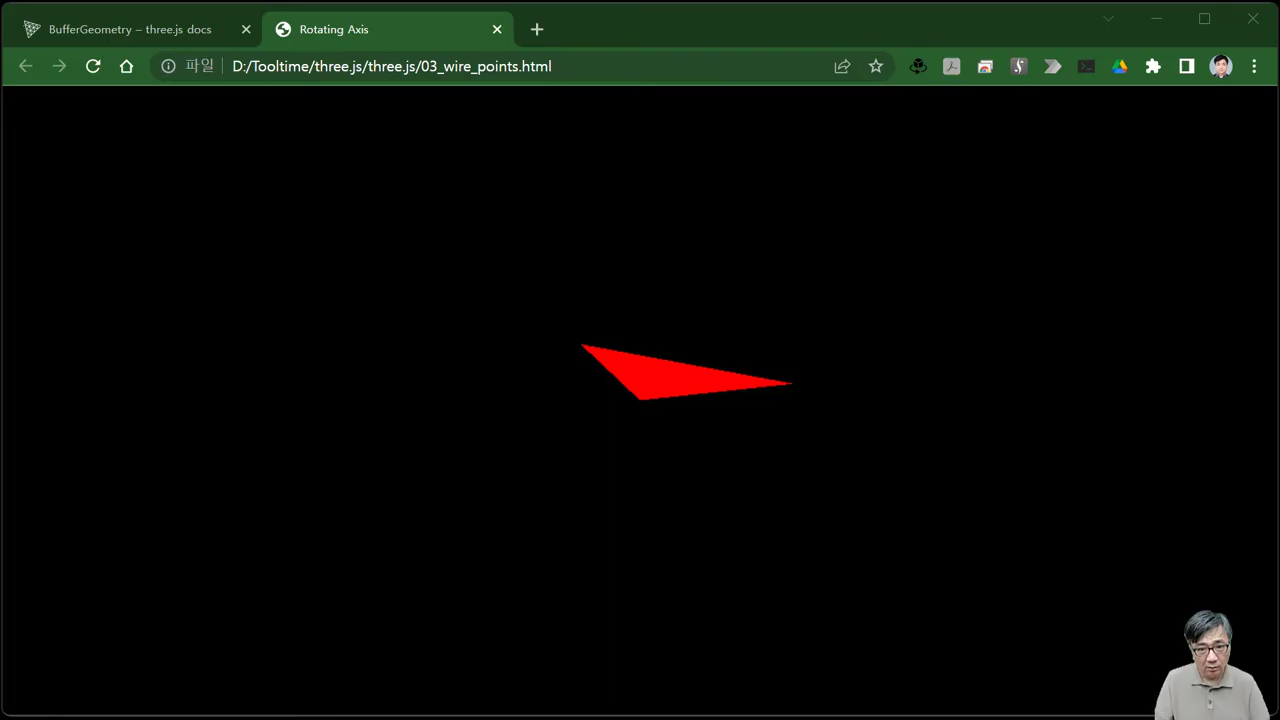 BufferGeometry – three.js docs
Rotating Axis
파일
D:/Tooltime/three.js/three.js/03_wire_points.html